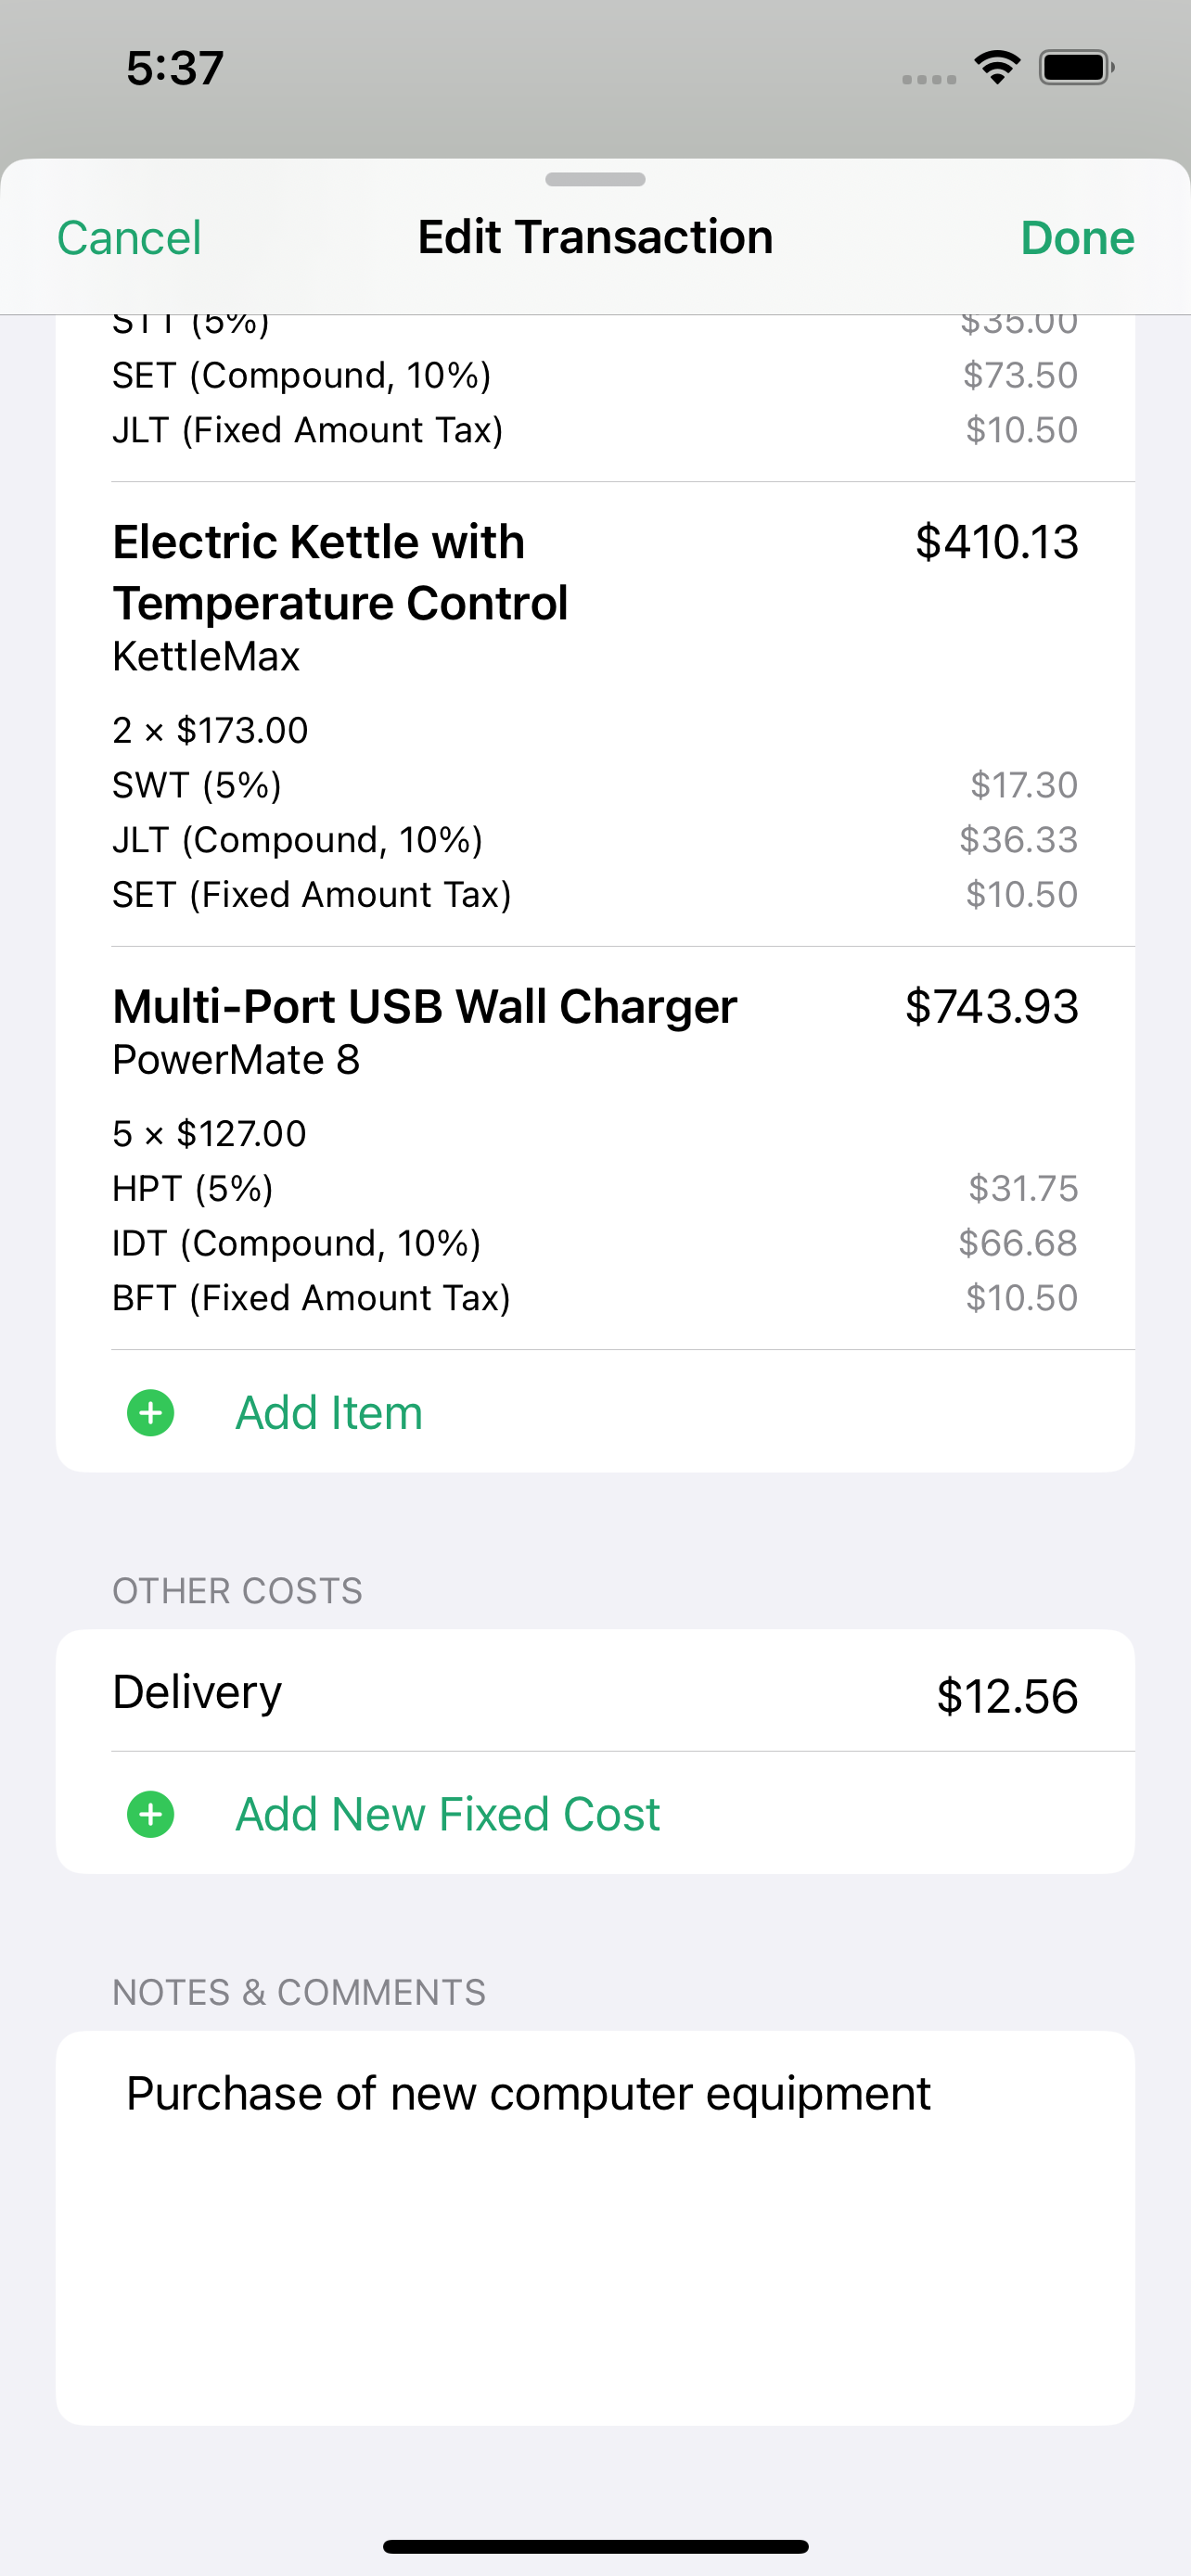 5:37
Cancel
Edit Transaction
Done
STT (5%)
$35.00
SET (Compound, 10%)
$73.50
JLT (Fixed Amount Tax)
$10.50
Electric Kettle with
Temperature Control
$410.13
KettleMax
2 × $173.00
SWT (5%)
$17.30
JLT (Compound, 10%)
$36.33
SET (Fixed Amount Tax)
$10.50
Multi-Port USB Wall Charger
$743.93
PowerMate 8
5 × $127.00
HPT (5%)
$31.75
IDT (Compound, 10%)
$66.68
BFT (Fixed Amount Tax)
$10.50
Add Item
OTHER COSTS
Delivery
$12.56
Add New Fixed Cost
NOTES & COMMENTS
Purchase of new computer equipment